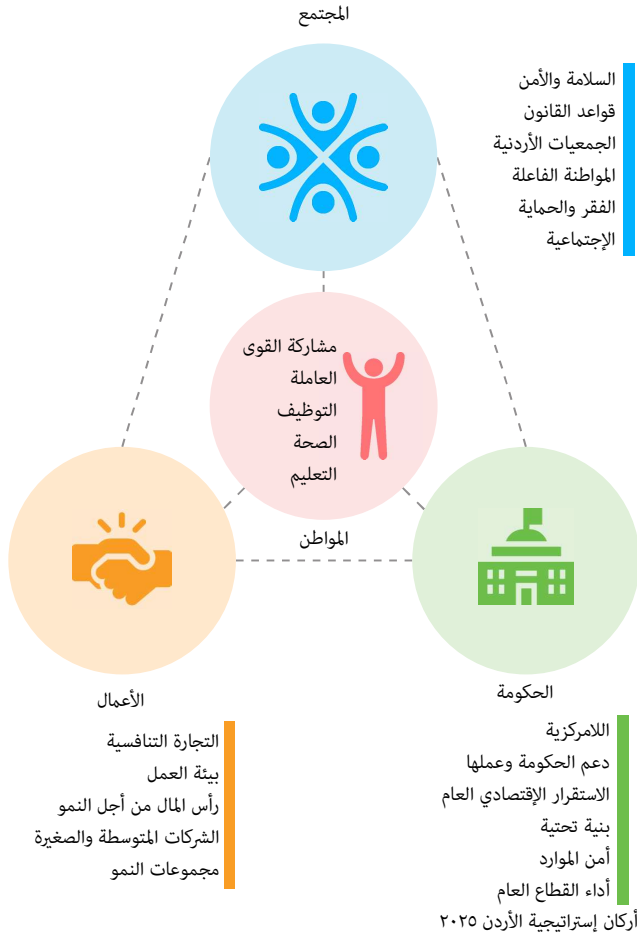 المجتمع
السلامة والأمن
قواعد القانون
الجمعيات الأردنية
المواطنة الفاعلة
الفقر والحماية
الإجتماعية
مشاركة القوى
العاملة
التوظيف
الصحة
التعليم
المواطن
الحكومة
اللامركزية
دعم الحكومة وعملها
الاستقرار الإقتصادي العام
بنية تحتية
أمن الموارد
أداء القطاع العام
الأعمال
التجارة التنافسية
بيئة العمل
رأس المال من أجل النمو
الشركات المتوسطة والصغيرة
مجموعات النمو
أركان إستراتيجية الأردن ٢٠٢٥